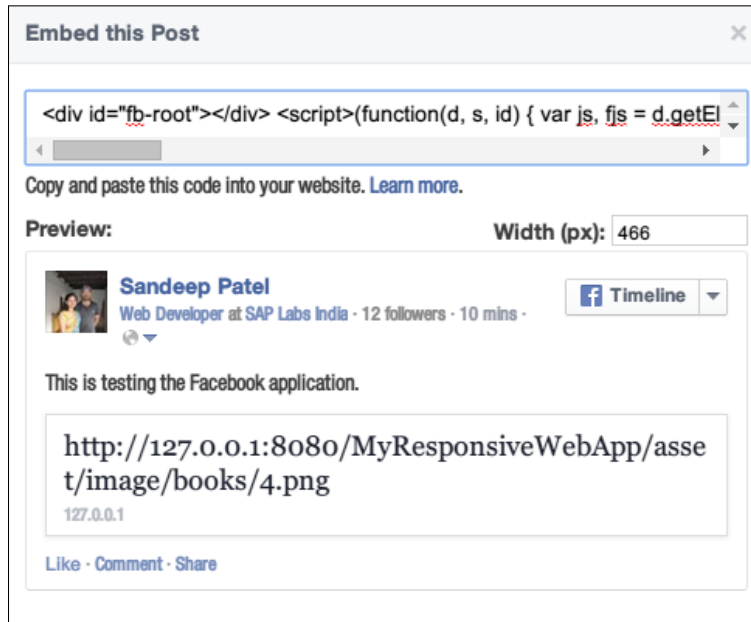 Embed this Post ×
<div id="fb-root"></div> <script>(function(d, s, id) { var js, fjs = d.getEl
Copy and paste this code into your website. Learn more.
Preview: Width (px): 466
Sandeep Patel
Timeline
Web Developer at SAP Labs India · 12 followers · 10 mins ·
This is testing the Facebook application.
http://127.0.0.1:8080/MyResponsiveWebApp/asse
t/image/books/4.png
127.0.0.1
Like · Comment · Share